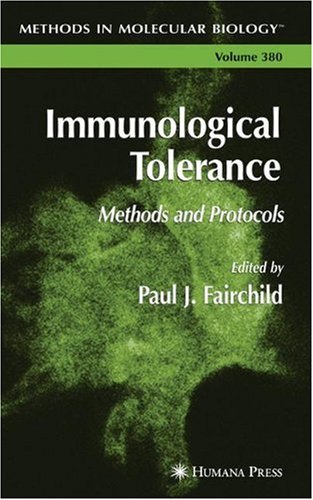 METHODS IN MOLECULAR BIOLOGY™
Volume 380
Immunological
Tolerance
Methods and Protocols
Edited by
Paul J. Fairchild
HUMANA PRESS